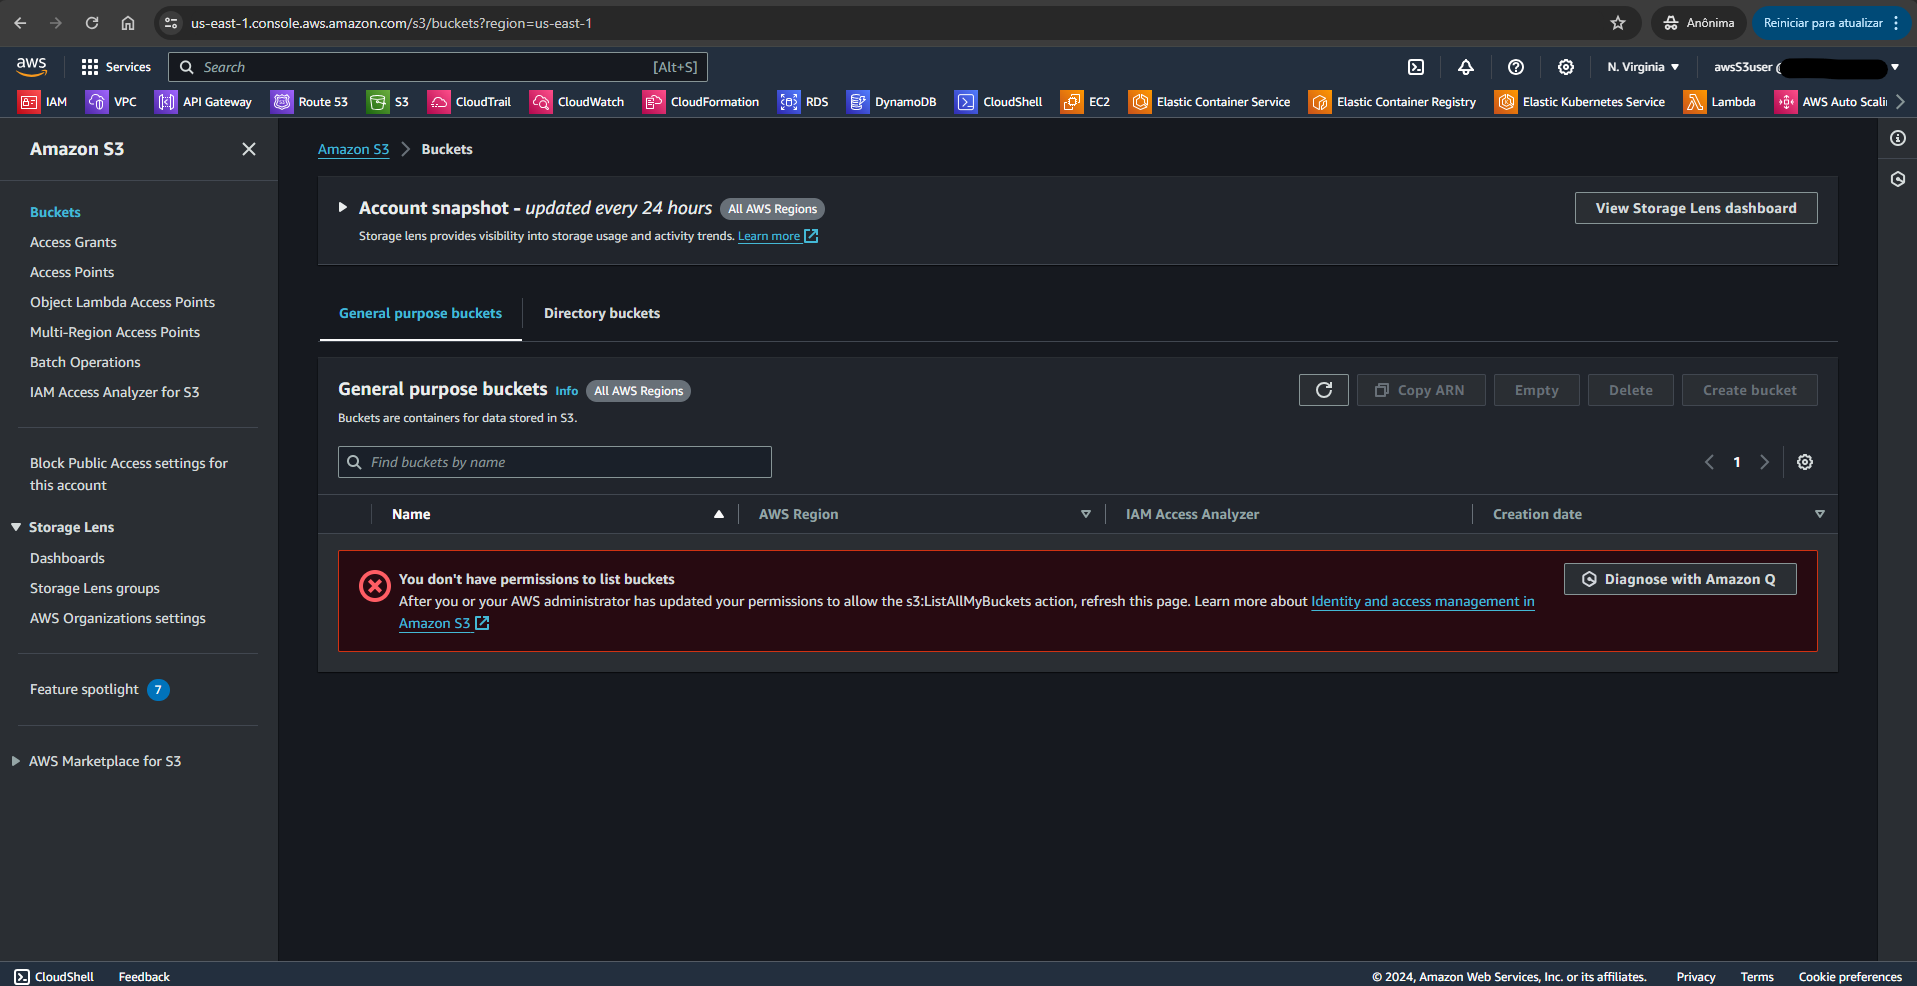 us-east-1.console.aws.amazon.com/s3/buckets?region=us-east-1
Anônima
Reiniciar para atualizar
aws
Services
Search
[Alt+S]
N. Virginia
awsS3user @
IAM
VPC
API Gateway
Route 53
S3
CloudTrail
CloudWatch
CloudFormation
RDS
DynamoDB
CloudShell
EC2
Elastic Container Service
Elastic Container Registry
Elastic Kubernetes Service
Lambda
AWS Auto Scali
Amazon S3
Buckets
Access Grants
Access Points
Object Lambda Access Points
Multi-Region Access Points
Batch Operations
IAM Access Analyzer for S3
Block Public Access settings for
this account
Storage Lens
Dashboards
Storage Lens groups
AWS Organizations settings
Feature spotlight 7
AWS Marketplace for S3
Amazon S3
Buckets
Account snapshot - updated every 24 hours
All AWS Regions
View Storage Lens dashboard
Storage lens provides visibility into storage usage and activity trends. Learn more
General purpose buckets
Directory buckets
General purpose buckets
Info
All AWS Regions
Copy ARN
Empty
Delete
Create bucket
Buckets are containers for data stored in S3.
Find buckets by name
1
Name
AWS Region
IAM Access Analyzer
Creation date
You don't have permissions to list buckets
After you or your AWS administrator has updated your permissions to allow the s3:ListAllMyBuckets action, refresh this page. Learn more about Identity and access management in
Amazon S3
Diagnose with Amazon Q
CloudShell
Feedback
© 2024, Amazon Web Services, Inc. or its affiliates.
Privacy
Terms
Cookie preferences